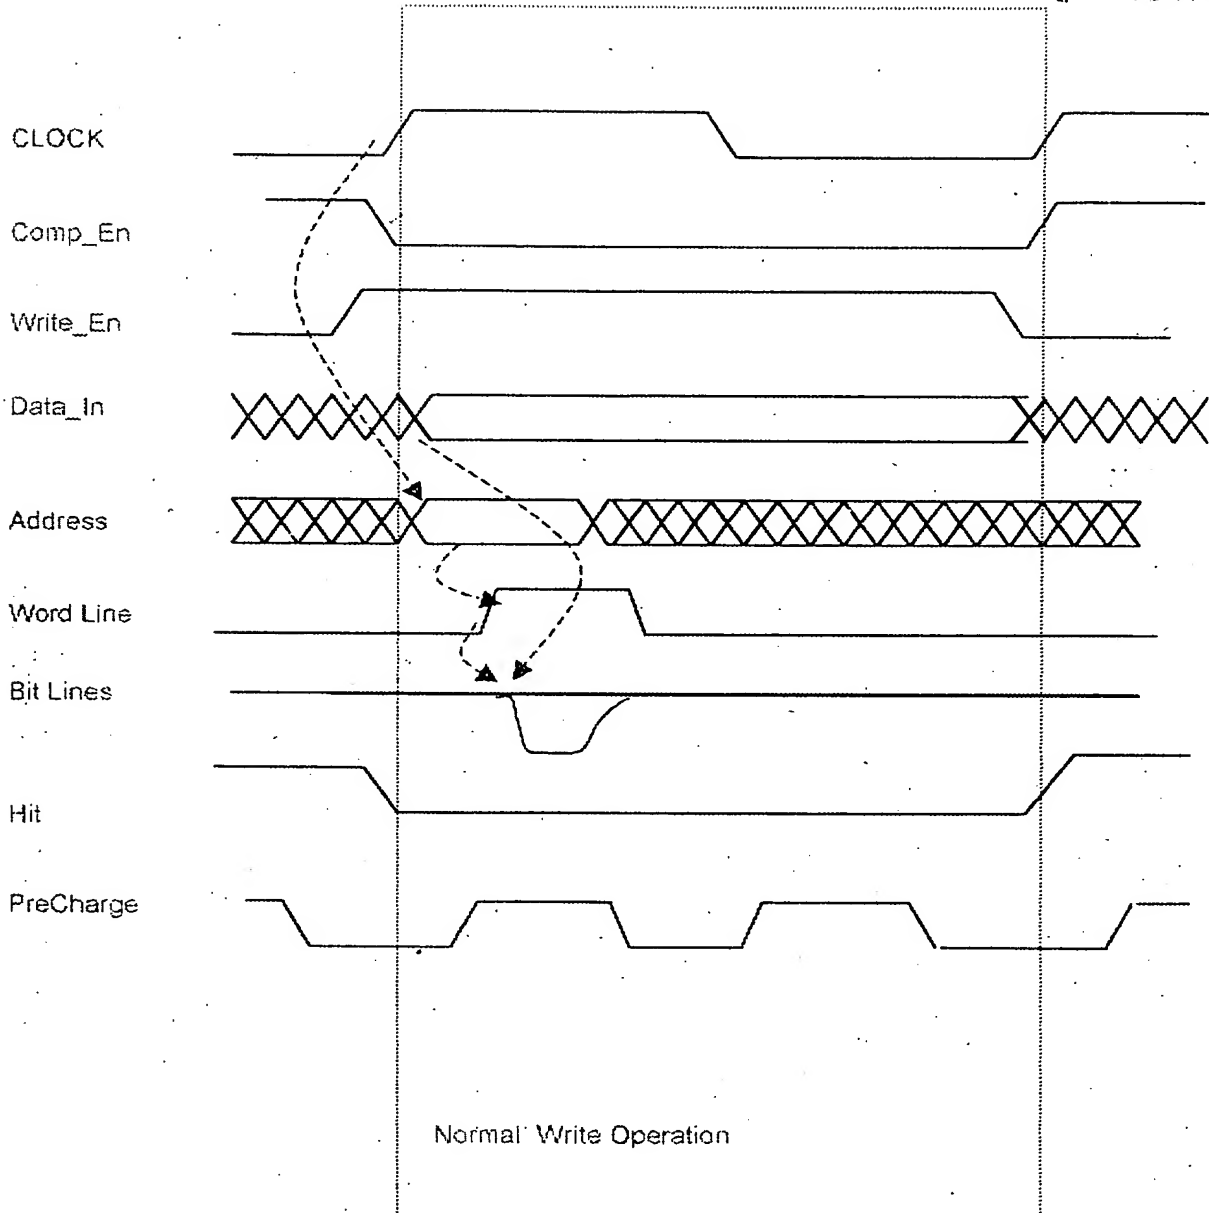 CLOCK
Comp_En
Write_En
Data_In
Address
Word Line
Bit Lines
Hit
PreCharge
Normal Write Operation